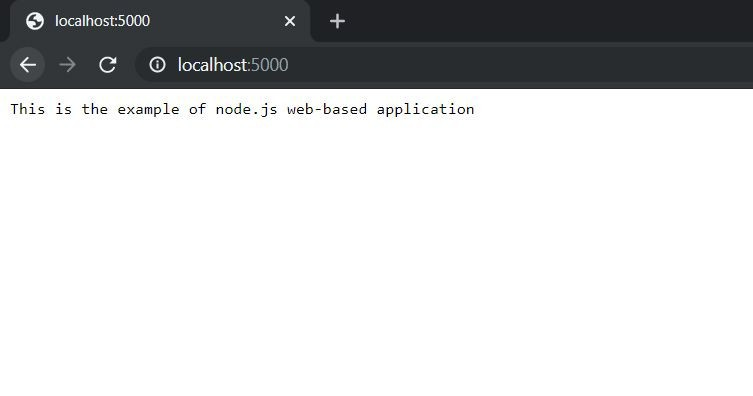 localhost:5000
localhost:5000
This is the example of node.js web-based application